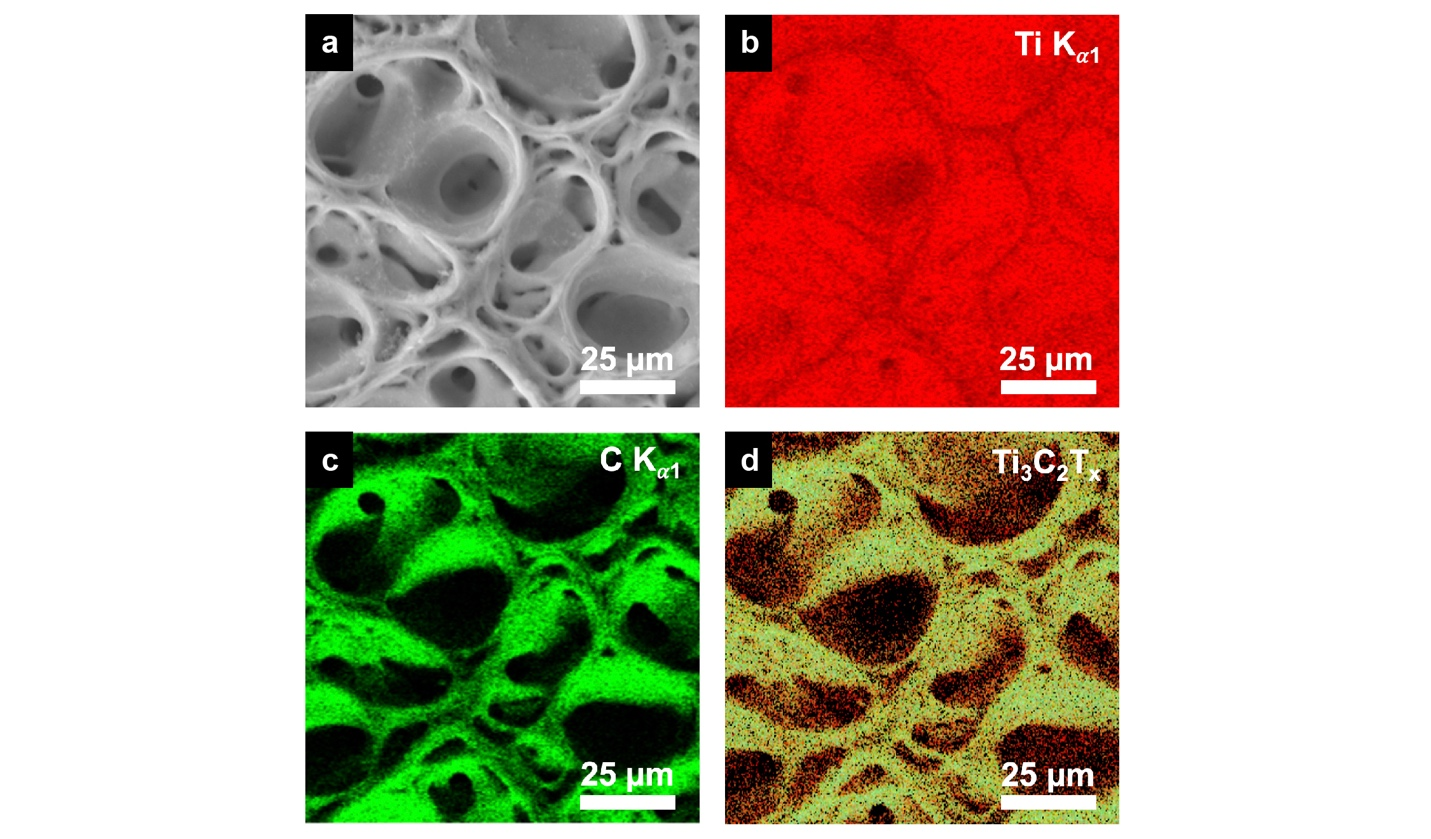 a
25 µm
b
Ti Kα1
25 µm
c
C Kα1
25 µm
d
Ti3C2Tx
25 µm